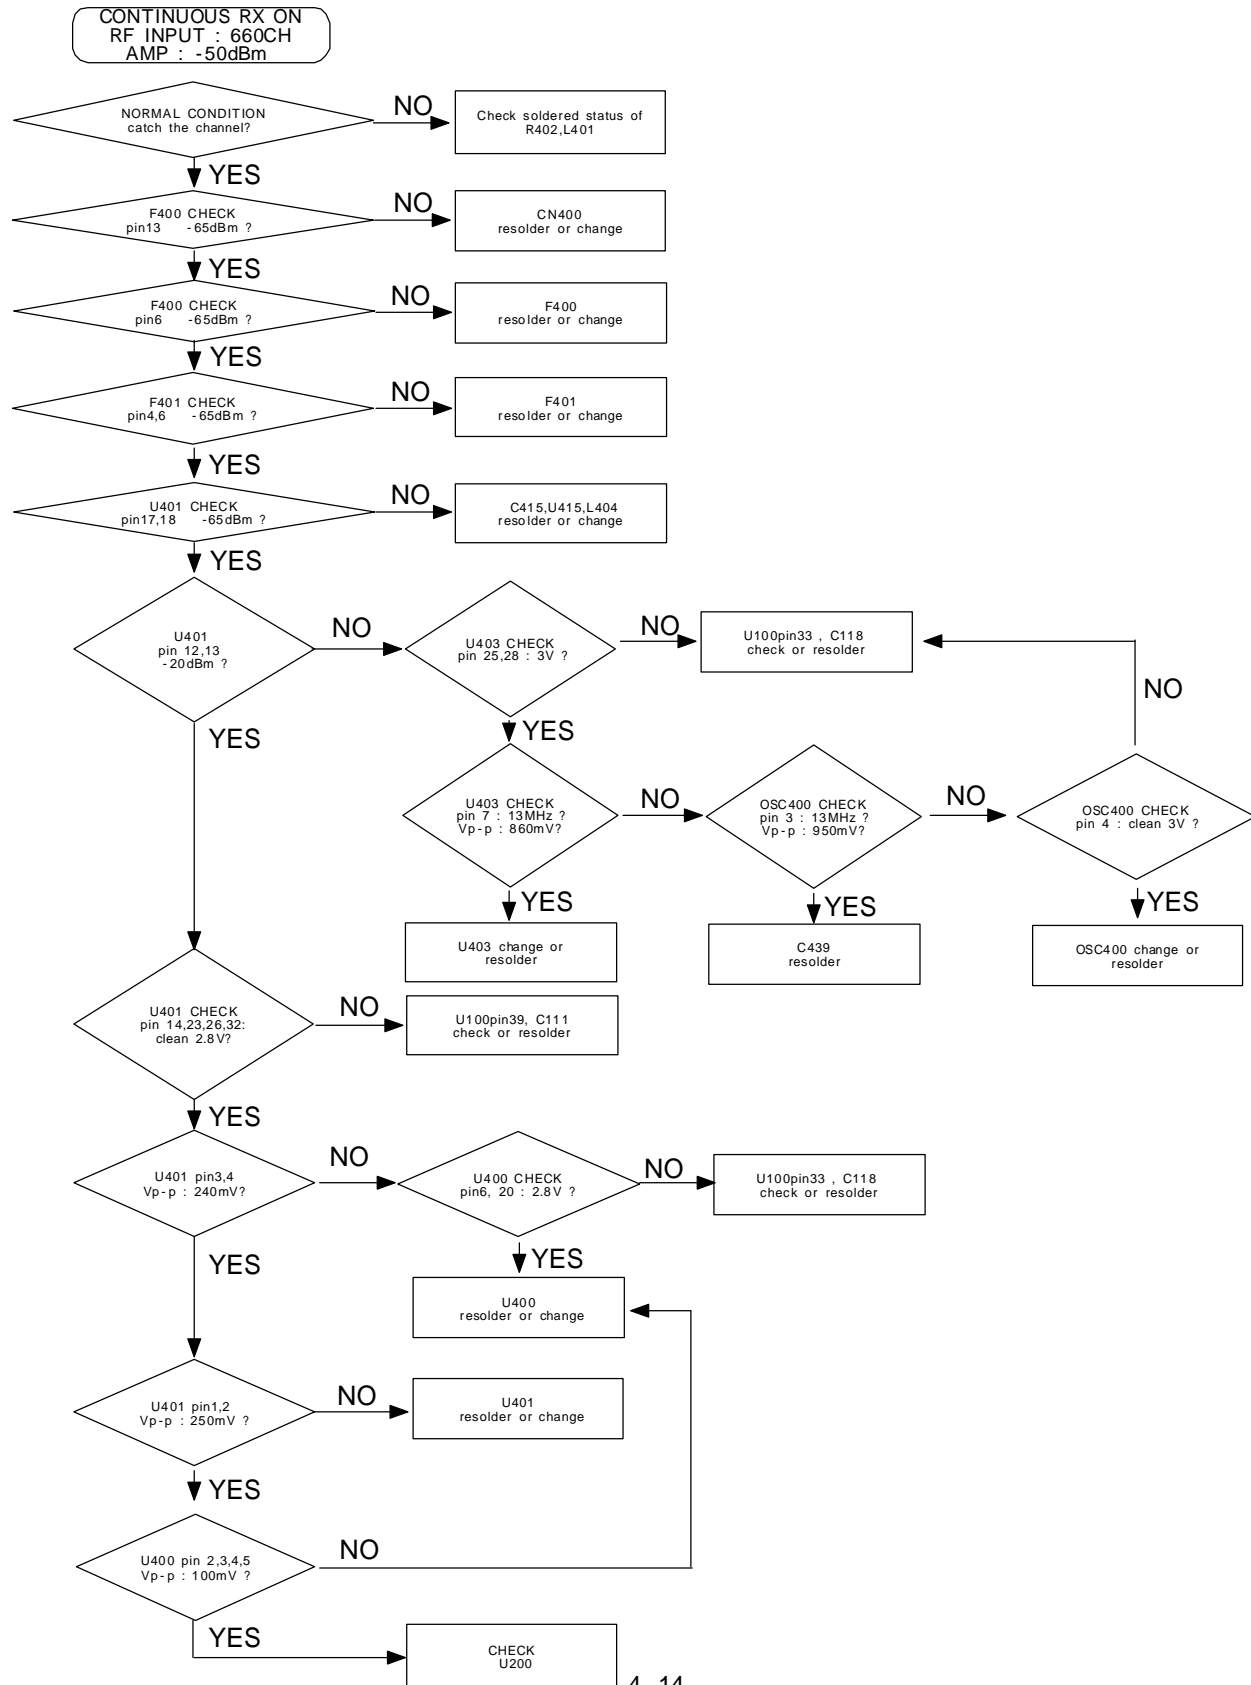 CONTINUOUS RX ON
RF INPUT : 660CH
AMP : -50dBm
NORMAL CONDITION
catch the channel?
NO
Check soldered status of
R402,L401
YES
F400 CHECK
pin13 -65dBm ?
NO
CN400
resolder or change
YES
F400 CHECK
pin6 -65dBm ?
NO
F400
resolder or change
YES
F401 CHECK
pin4,6 -65dBm ?
NO
F401
resolder or change
YES
U401 CHECK
pin17,18 -65dBm ?
NO
C415,U415,L404
resolder or change
YES
U401
pin 12,13
-20dBm ?
NO
U403 CHECK
pin 25,28 : 3V ?
NO
U100pin33 , C118
check or resolder
NO
YES
YES
U403 CHECK
pin 7 : 13MHz ?
Vp-p : 860mV?
NO
OSC400 CHECK
pin 3 : 13MHz ?
Vp-p : 950mV?
NO
OSC400 CHECK
pin 4 : clean 3V ?
YES
YES
YES
U403 change or
resolder
C439
resolder
OSC400 change or
resolder
U401 CHECK
pin 14,23,26,32:
clean 2.8V?
NO
U100pin39, C111
check or resolder
YES
U401 pin3,4
Vp-p : 240mV?
NO
U400 CHECK
pin6, 20 : 2.8V ?
NO
U100pin33 , C118
check or resolder
YES
YES
U400
resolder or change
U401 pin1,2
Vp-p : 250mV ?
NO
U401
resolder or change
YES
U400 pin 2,3,4,5
Vp-p : 100mV ?
NO
YES
CHECK
U200
4 14